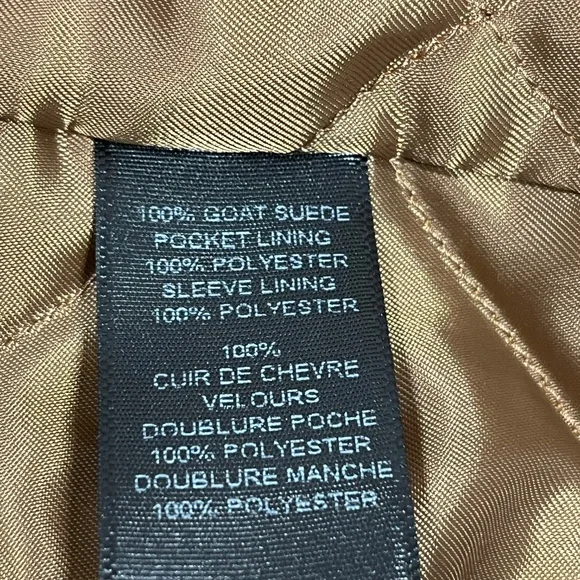 100% GOAT SUEDE
POCKET LINING
100% POLYESTER
SLEEVE LINING
100% POLYESTER
100%
CUIR DE CHEVRE
VELOURS
DOUBLURE POCHE
100% POLYESTER
DOUBLURE MANCHE
100% POLYESTER